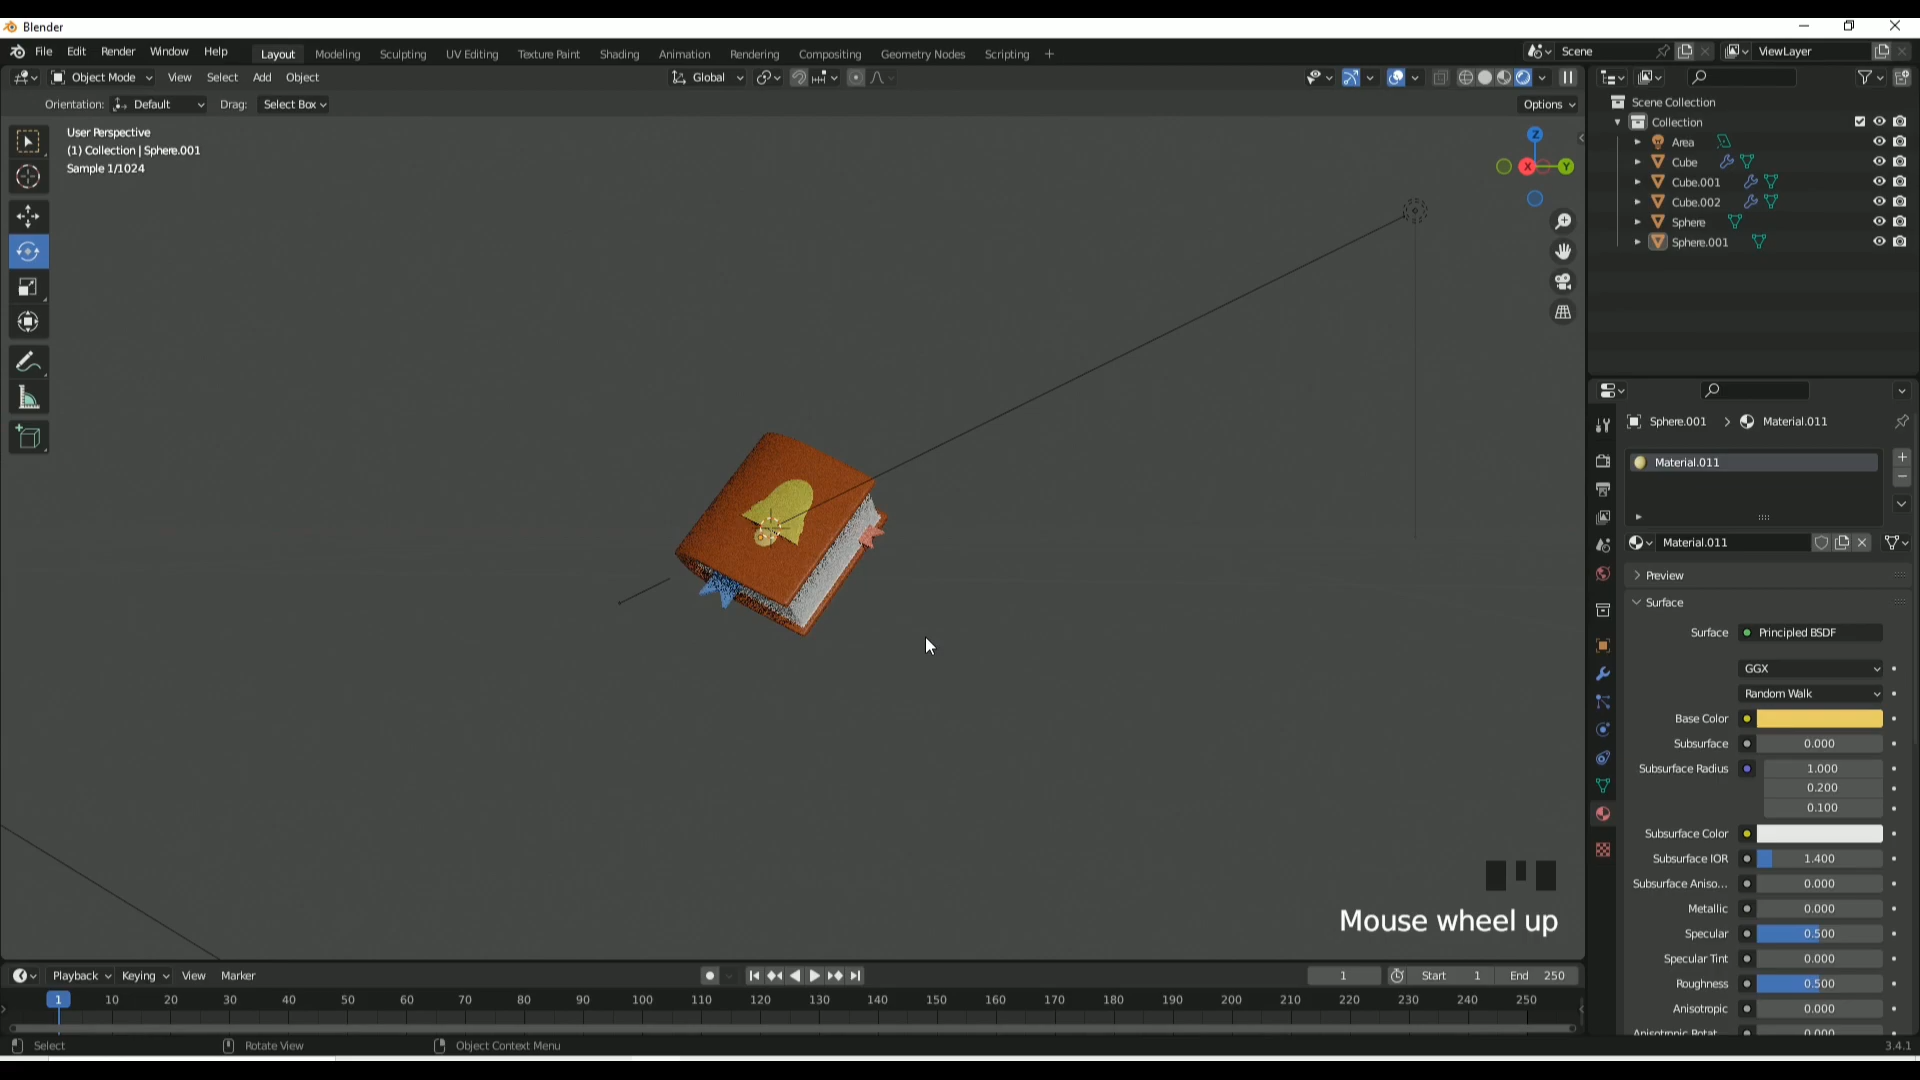 Blender
File Edit Render Window Help Layout Modeling Sculpting UV Editing Texture Paint Shading Animation Rendering Compositing Geometry Nodes Scripting + Scene ViewLayer
Object Mode View Select Add Object Global
Orientation: Default Drag: Select Box Options
User Perspective
(1) Collection | Sphere.001
Sample 1/1024
Z
X
Y
Scene Collection
Collection
Area
Cube
Cube.001
Cube.002
Sphere
Sphere.001
Sphere.001 > Material.011
Material.011
Material.011
Preview
Surface
Surface Principled BSDF
GGX
Random Walk
Base Color
Subsurface 0.000
Subsurface Radius 1.000
0.200
0.100
Subsurface Color
Subsurface IOR 1.400
Subsurface Aniso... 0.000
Metallic 0.000
Specular 0.500
Specular Tint 0.000
Roughness 0.500
Anisotropic 0.000
Anisotropic Rotat... 0.000
Mouse wheel up
Playback Keying View Marker 1 Start 1 End 250
1 10 20 30 40 50 60 70 80 90 100 110 120 130 140 150 160 170 180 190 200 210 220 230 240 250
Select Rotate View Object Context Menu 3.4.1